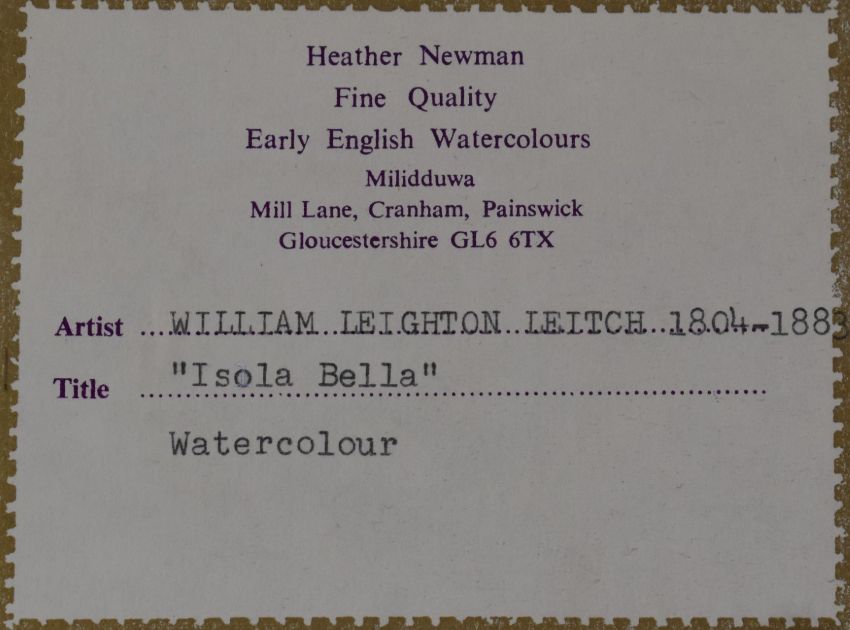 Heather Newman
Fine Quality
Early English Watercolours
Milidduwa
Mill Lane, Cranham, Painswick
Gloucestershire GL6 6TX
Artist ... WILLIAM LEIGHTON LEITCH 1804-1883
Title "Isola Bella"
Watercolour